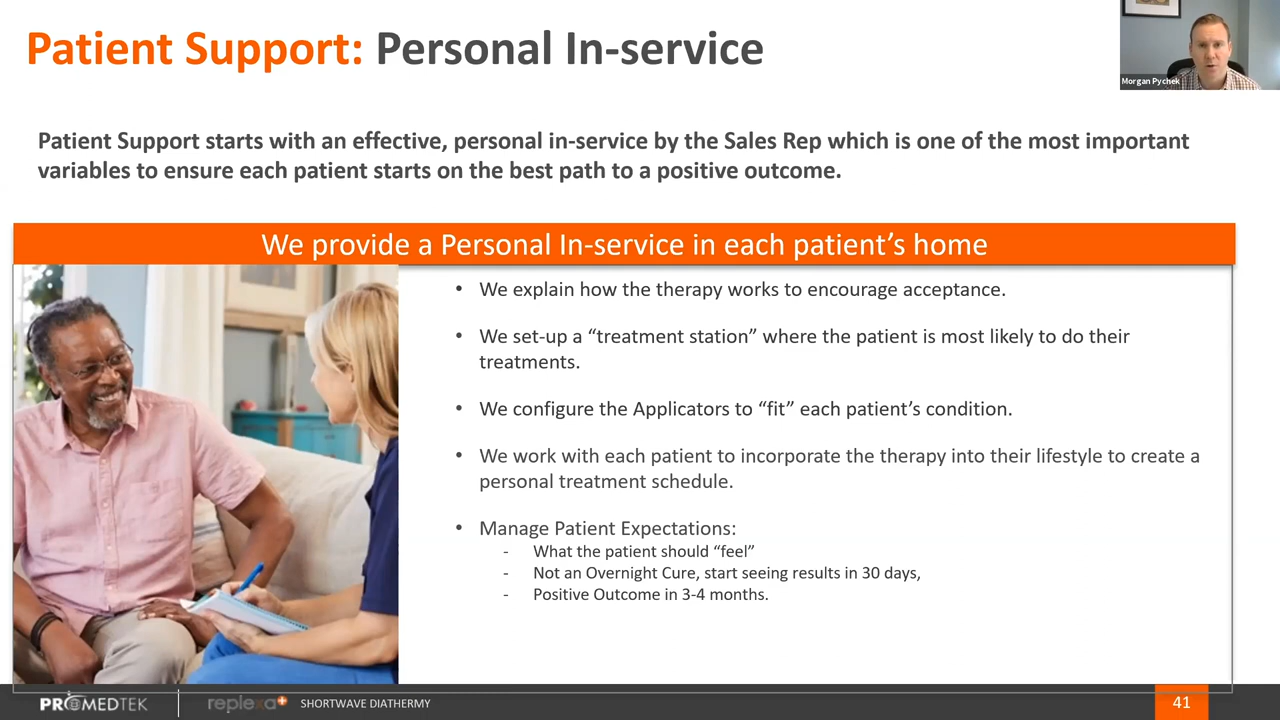 Patient Support: Personal In-service
Morgan Pychek
Patient Support starts with an effective, personal in-service by the Sales Rep which is one of the most important
variables to ensure each patient starts on the best path to a positive outcome.
We provide a Personal In-service in each patient’s home
• We explain how the therapy works to encourage acceptance.
• We set-up a “treatment station” where the patient is most likely to do their
treatments.
• We configure the Applicators to “fit” each patient’s condition.
• We work with each patient to incorporate the therapy into their lifestyle to create a
personal treatment schedule.
• Manage Patient Expectations:
- What the patient should “feel”
- Not an Overnight Cure, start seeing results in 30 days,
- Positive Outcome in 3-4 months.
PROMEDTEK
replexa
SHORTWAVE DIATHERMY
41